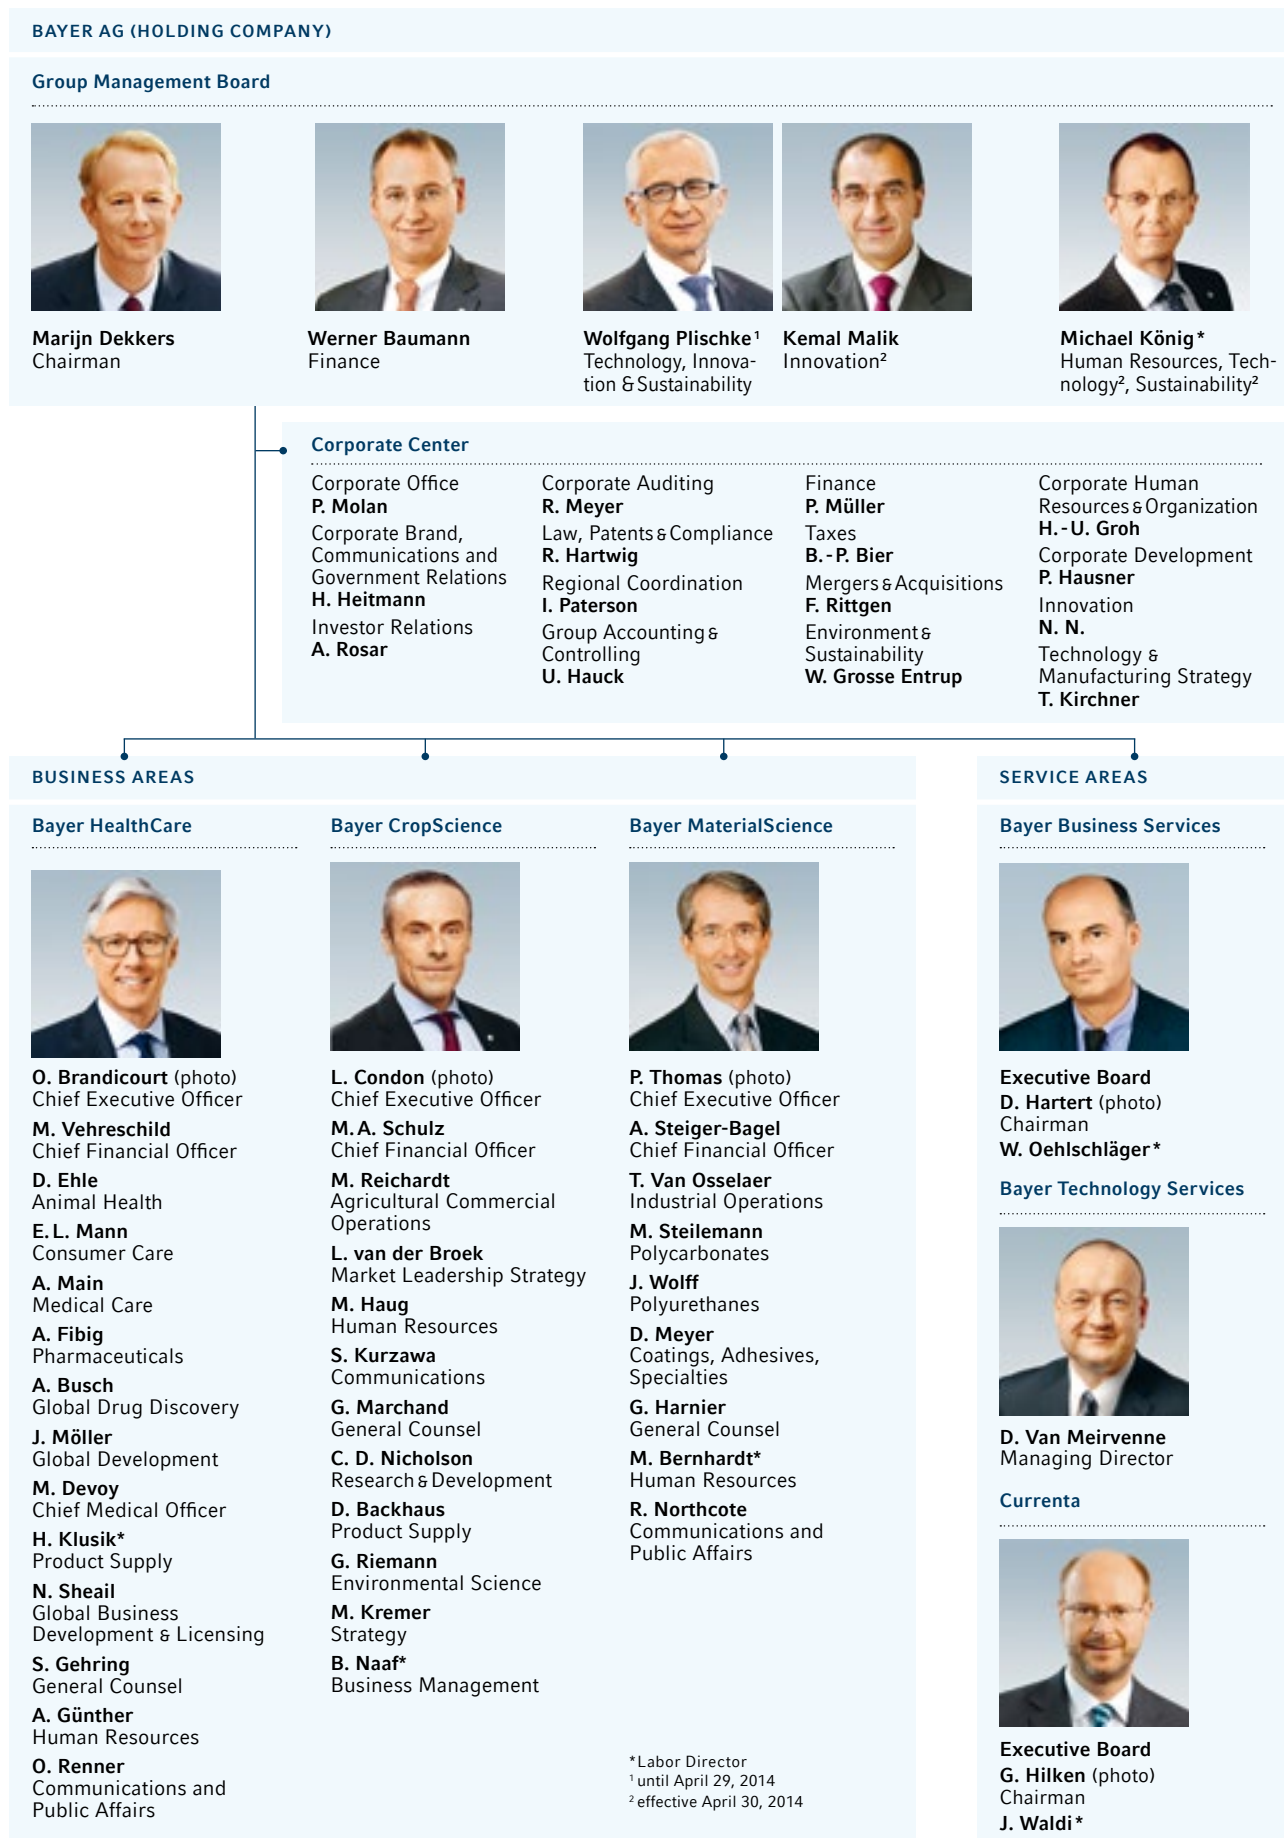 BAYER AG (HOLDING COMPANY)
Group Management Board
Marijn Dekkers
Chairman
Werner Baumann
Finance
Wolfgang Plischke¹
Technology, Innova-
tion & Sustainability
Kemal Malik
Innovation²
Michael König*
Human Resources, Tech-
nology², Sustainability²
Corporate Center
Corporate Office
P. Molan
Corporate Brand,
Communications and
Government Relations
H. Heitmann
Investor Relations
A. Rosar
Corporate Auditing
R. Meyer
Law, Patents & Compliance
R. Hartwig
Regional Coordination
I. Paterson
Group Accounting &
Controlling
U. Hauck
Finance
P. Müller
Taxes
B.-P. Bier
Mergers & Acquisitions
F. Rittgen
Environment &
Sustainability
W. Grosse Entrup
Corporate Human
Resources & Organization
H.-U. Groh
Corporate Development
P. Hausner
Innovation
N. N.
Technology &
Manufacturing Strategy
T. Kirchner
BUSINESS AREAS
Bayer HealthCare
O. Brandicourt (photo)
Chief Executive Officer
M. Vehreschild
Chief Financial Officer
D. Ehle
Animal Health
E. L. Mann
Consumer Care
A. Main
Medical Care
A. Fibig
Pharmaceuticals
A. Busch
Global Drug Discovery
J. Möller
Global Development
M. Devoy
Chief Medical Officer
H. Klusik*
Product Supply
N. Sheail
Global Business
Development & Licensing
S. Gehring
General Counsel
A. Günther
Human Resources
O. Renner
Communications and
Public Affairs
Bayer CropScience
L. Condon (photo)
Chief Executive Officer
M. A. Schulz
Chief Financial Officer
M. Reichardt
Agricultural Commercial
Operations
L. van der Broek
Market Leadership Strategy
M. Haug
Human Resources
S. Kurzawa
Communications
G. Marchand
General Counsel
C. D. Nicholson
Research & Development
D. Backhaus
Product Supply
G. Riemann
Environmental Science
M. Kremer
Strategy
B. Naaf*
Business Management
Bayer MaterialScience
P. Thomas (photo)
Chief Executive Officer
A. Steiger-Bagel
Chief Financial Officer
T. Van Osselaer
Industrial Operations
M. Steilemann
Polycarbonates
J. Wolff
Polyurethanes
D. Meyer
Coatings, Adhesives,
Specialties
G. Harnier
General Counsel
M. Bernhardt*
Human Resources
R. Northcote
Communications and
Public Affairs
* Labor Director
¹ until April 29, 2014
² effective April 30, 2014
SERVICE AREAS
Bayer Business Services
Executive Board
D. Hartert (photo)
Chairman
W. Oehlschläger*
Bayer Technology Services
D. Van Meirvenne
Managing Director
Currenta
Executive Board
G. Hilken (photo)
Chairman
J. Waldi*